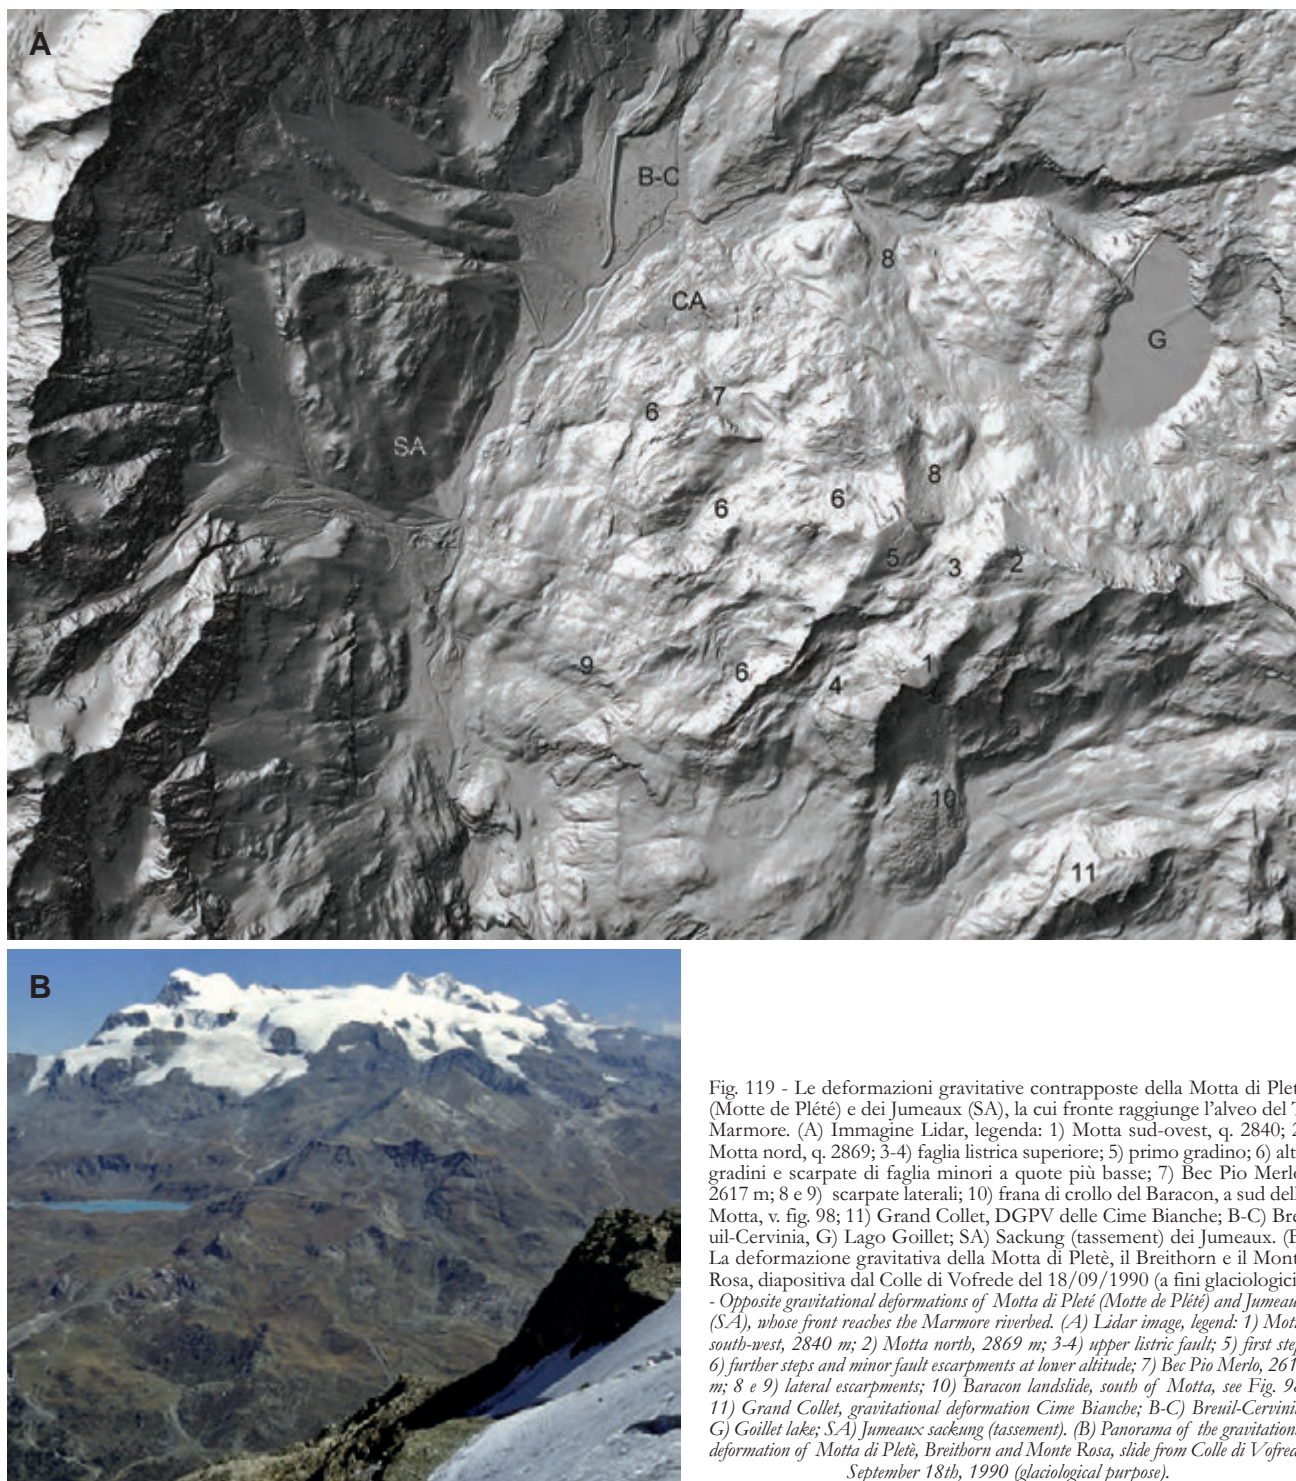 A
B-C
8
CA
G
7
6
SA
8
6
6
5
3
2
9
6
1
4
10
11
B
Fig. 119 - Le deformazioni gravitative contrapposte della Motta di Plet
(Motte de Plété) e dei Jumeaux (SA), la cui fronte raggiunge l'alveo del T
Marmore. (A) Immagine Lidar, legenda: 1) Motta sud-ovest, q. 2840; 2
Motta nord, q. 2869; 3-4) faglia listrica superiore; 5) primo gradino; 6) alt
gradini e scarpate di faglia minori a quote più basse; 7) Bec Pio Merlo
2617 m; 8 e 9) scarpate laterali; 10) frana di crollo del Baracon, a sud dell
Motta, v. fig. 98; 11) Grand Collet, DGPV delle Cime Bianche; B-C) Bre
uil-Cervinia, G) Lago Goillet; SA) Sackung (tassement) dei Jumeaux. (B
La deformazione gravitativa della Motta di Pletè, il Breithorn e il Mont
Rosa, diapositiva dal Colle di Vofrede del 18/09/1990 (a fini glaciologici
- Opposite gravitational deformations of Motta di Pleté (Motte de Plété) and Jumeau
(SA), whose front reaches the Marmore riverbed. (A) Lidar image, legend: 1) Mott
south-west, 2840 m; 2) Motta north, 2869 m; 3-4) upper listric fault; 5) first step
6) further steps and minor fault escarpments at lower altitude; 7) Bec Pio Merlo, 261
m; 8 e 9) lateral escarpments; 10) Baracon landslide, south of Motta, see Fig. 98
11) Grand Collet, gravitational deformation Cime Bianche; B-C) Breuil-Cervini
G) Goillet lake; SA) Jumeaux sackung (tassement). (B) Panorama of the gravitation
deformation of Motta di Pletè, Breithorn and Monte Rosa, slide from Colle di Vofred
September 18th, 1990 (glaciological purpose).